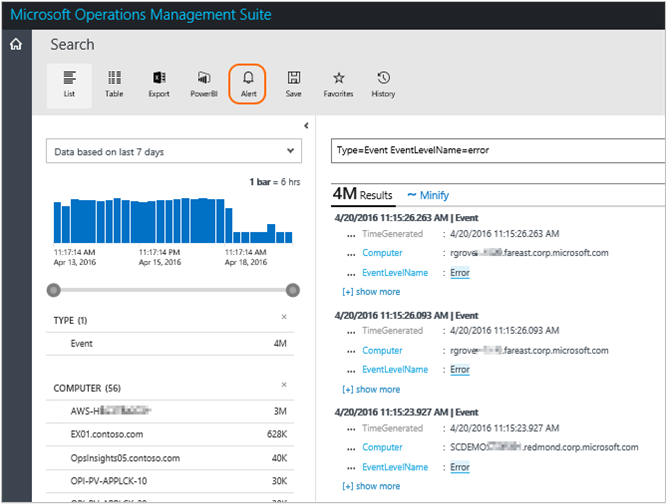 Microsoft Operations Management Suite
Search
List Table Export PowerBI Alert Save Favorites History
Data based on last 7 days
1 bar = 6 hrs
11:17:14 AM 11:17:14 PM 11:17:14 AM
Apr 13, 2016 Apr 15, 2016 Apr 18, 2016
TYPE (1)
Event 4M
COMPUTER (56)
AWS-H 3M
EX01.contoso.com 628K
OpsInsights05.contoso.com 40K
OPI-PV-APPLCK-10 30K
Type=Event EventLevelName=error
4M Results ~ Minify
4/20/2016 11:15:26.263 AM | Event
... TimeGenerated : 4/20/2016 11:15:26.263 AM
... Computer : rgrove .fareast.corp.microsoft.com
... EventLevelName : Error
[+] show more
4/20/2016 11:15:26.093 AM | Event
... TimeGenerated : 4/20/2016 11:15:26.093 AM
... Computer : rgrove .fareast.corp.microsoft.com
... EventLevelName : Error
[+] show more
4/20/2016 11:15:23.927 AM | Event
... TimeGenerated : 4/20/2016 11:15:23.927 AM
... Computer : SCDEMO .redmond.corp.microsoft.com
... EventLevelName : Error
[+] show more